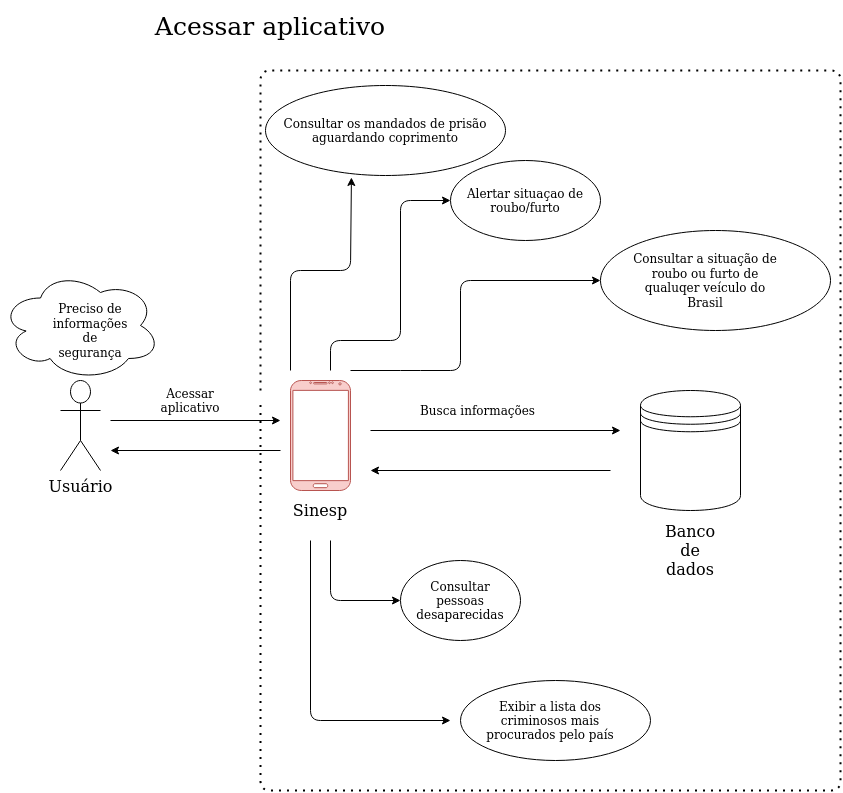 Acessar aplicativo
Consultar os mandados de prisão
aguardando coprimento
Alertar situaçao de
roubo/furto
Consultar a situação de
roubo ou furto de
qualuqer veículo do
Brasil
Preciso de
informações
de
segurança
Acessar
aplicativo
Busca informações
Usuário
Sinesp
Banco
de
dados
Consultar
pessoas
desaparecidas
Exibir a lista dos
criminosos mais
procurados pelo país